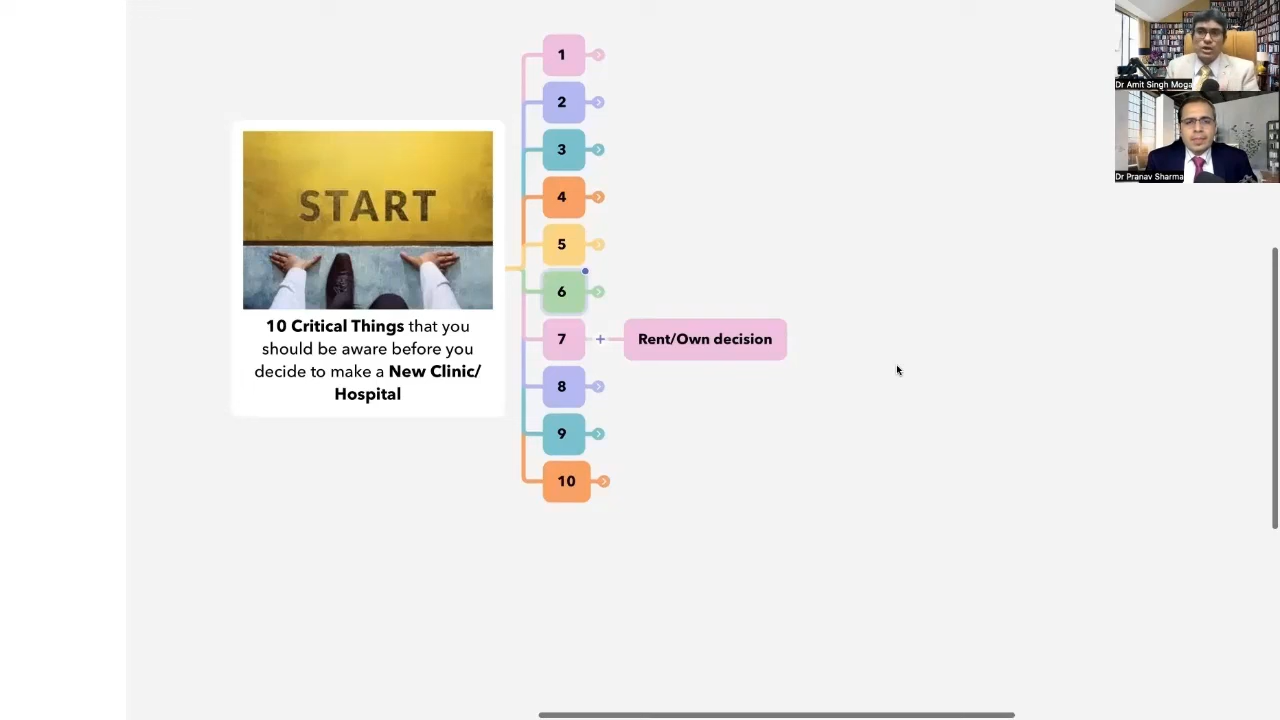 START
10 Critical Things that you
should be aware before you
decide to make a New Clinic/
Hospital
1
2
3
4
5
6
7
Rent/Own decision
8
9
10
Dr Amit Singh Moga
Dr Pranav Sharma